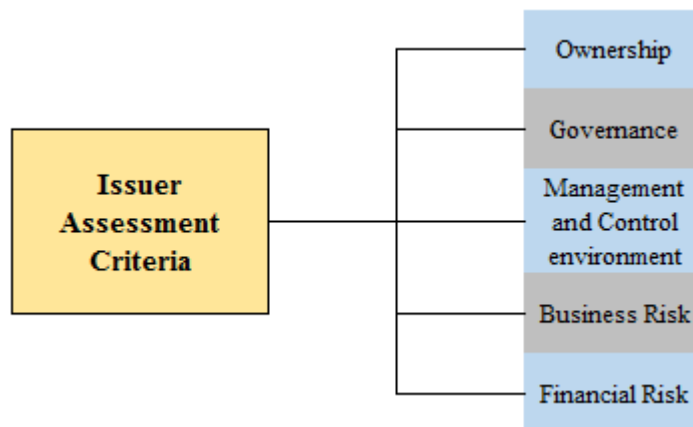 Issuer
Assessment
Criteria
Ownership
Governance
Management
and Control
environment
Business Risk
Financial Risk